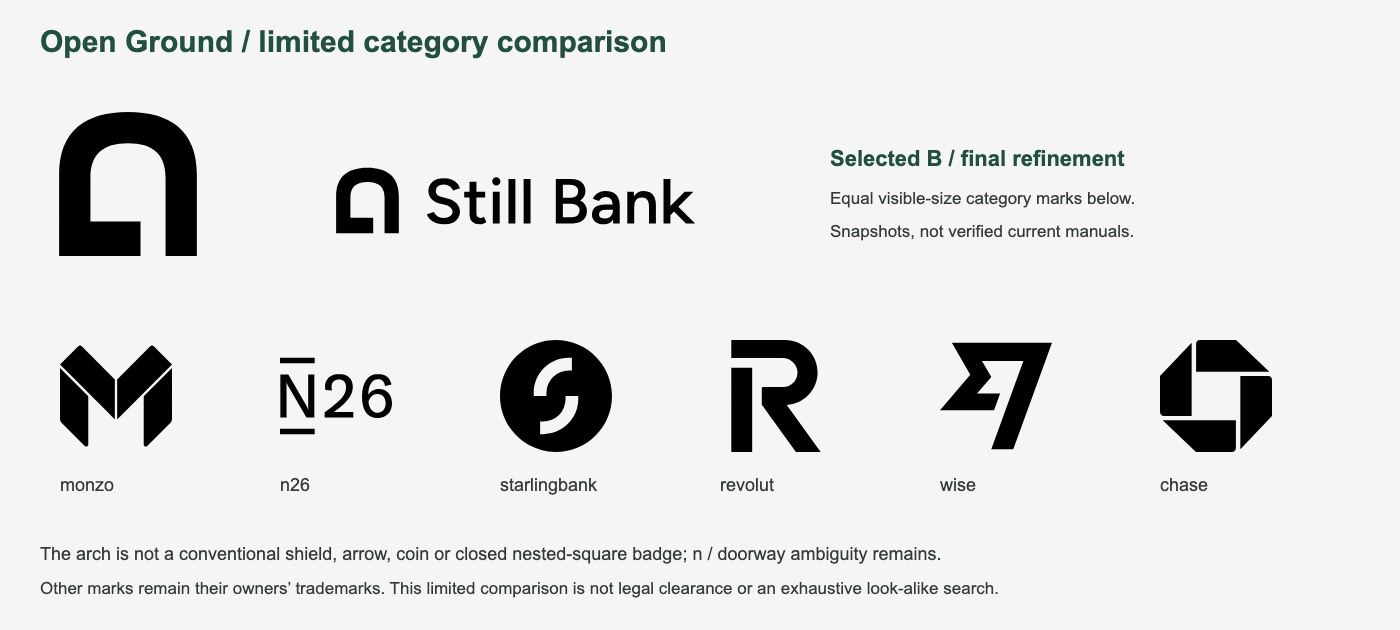 Open Ground / limited category comparison
Still Bank
Selected B / final refinement
Equal visible-size category marks below.
Snapshots, not verified current manuals.
N26
monzo
n26
starlingbank
revolut
wise
chase
The arch is not a conventional shield, arrow, coin or closed nested-square badge; n / doorway ambiguity remains.
Other marks remain their owners’ trademarks. This limited comparison is not legal clearance or an exhaustive look-alike search.